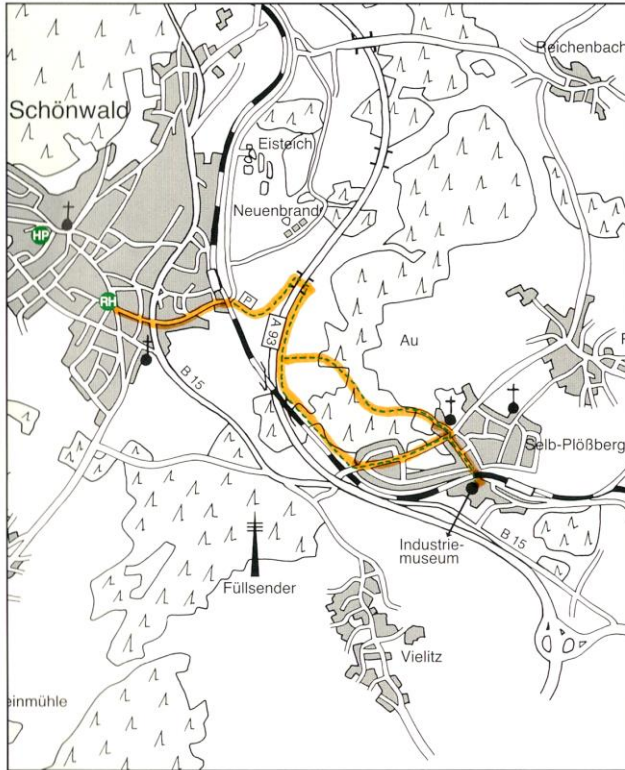 Reichenbach
Schönwald
Eisteich
Neuenbrand
HP
RH
P
A 93
Au
B 15
Selb-Plößberg
Industrie-
museum
B 15
Füllsender
Vielitz
einmühle